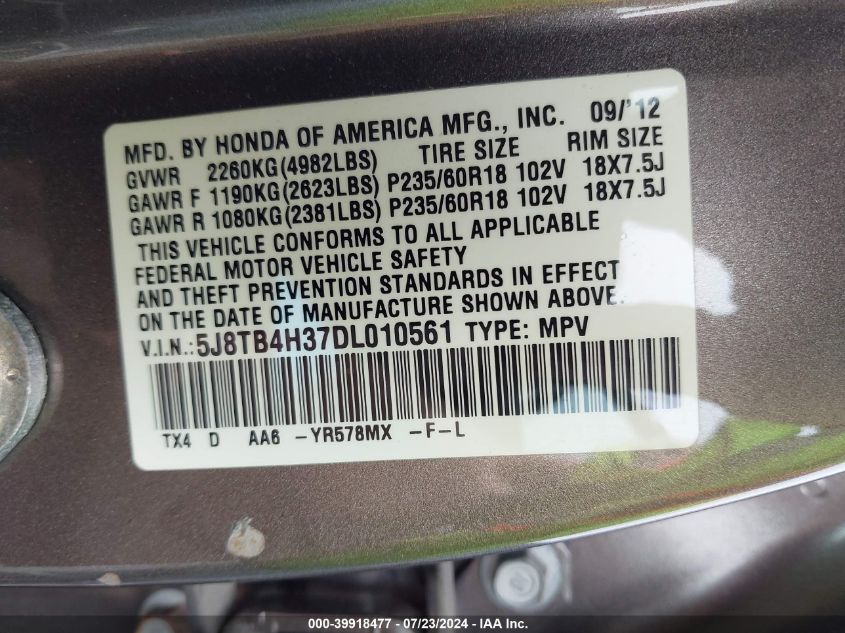 MFD. BY HONDA OF AMERICA MFG., INC. 09/'12
GVWR 2260KG(4982LBS) TIRE SIZE RIM SIZE
GAWR F 1190KG(2623LBS) P235/60R18 102V 18X7.5J
GAWR R 1080KG(2381LBS) P235/60R18 102V 18X7.5J
THIS VEHICLE CONFORMS TO ALL APPLICABLE
FEDERAL MOTOR VEHICLE SAFETY
AND THEFT PREVENTION STANDARDS IN EFFECT
ON THE DATE OF MANUFACTURE SHOWN ABOVE.
V.I.N.: 5J8TB4H37DL010561 TYPE: MPV
TX4 D AA6 -YR578MX -F-L
000-39918477 / 07/23/2024 - IAA Inc.